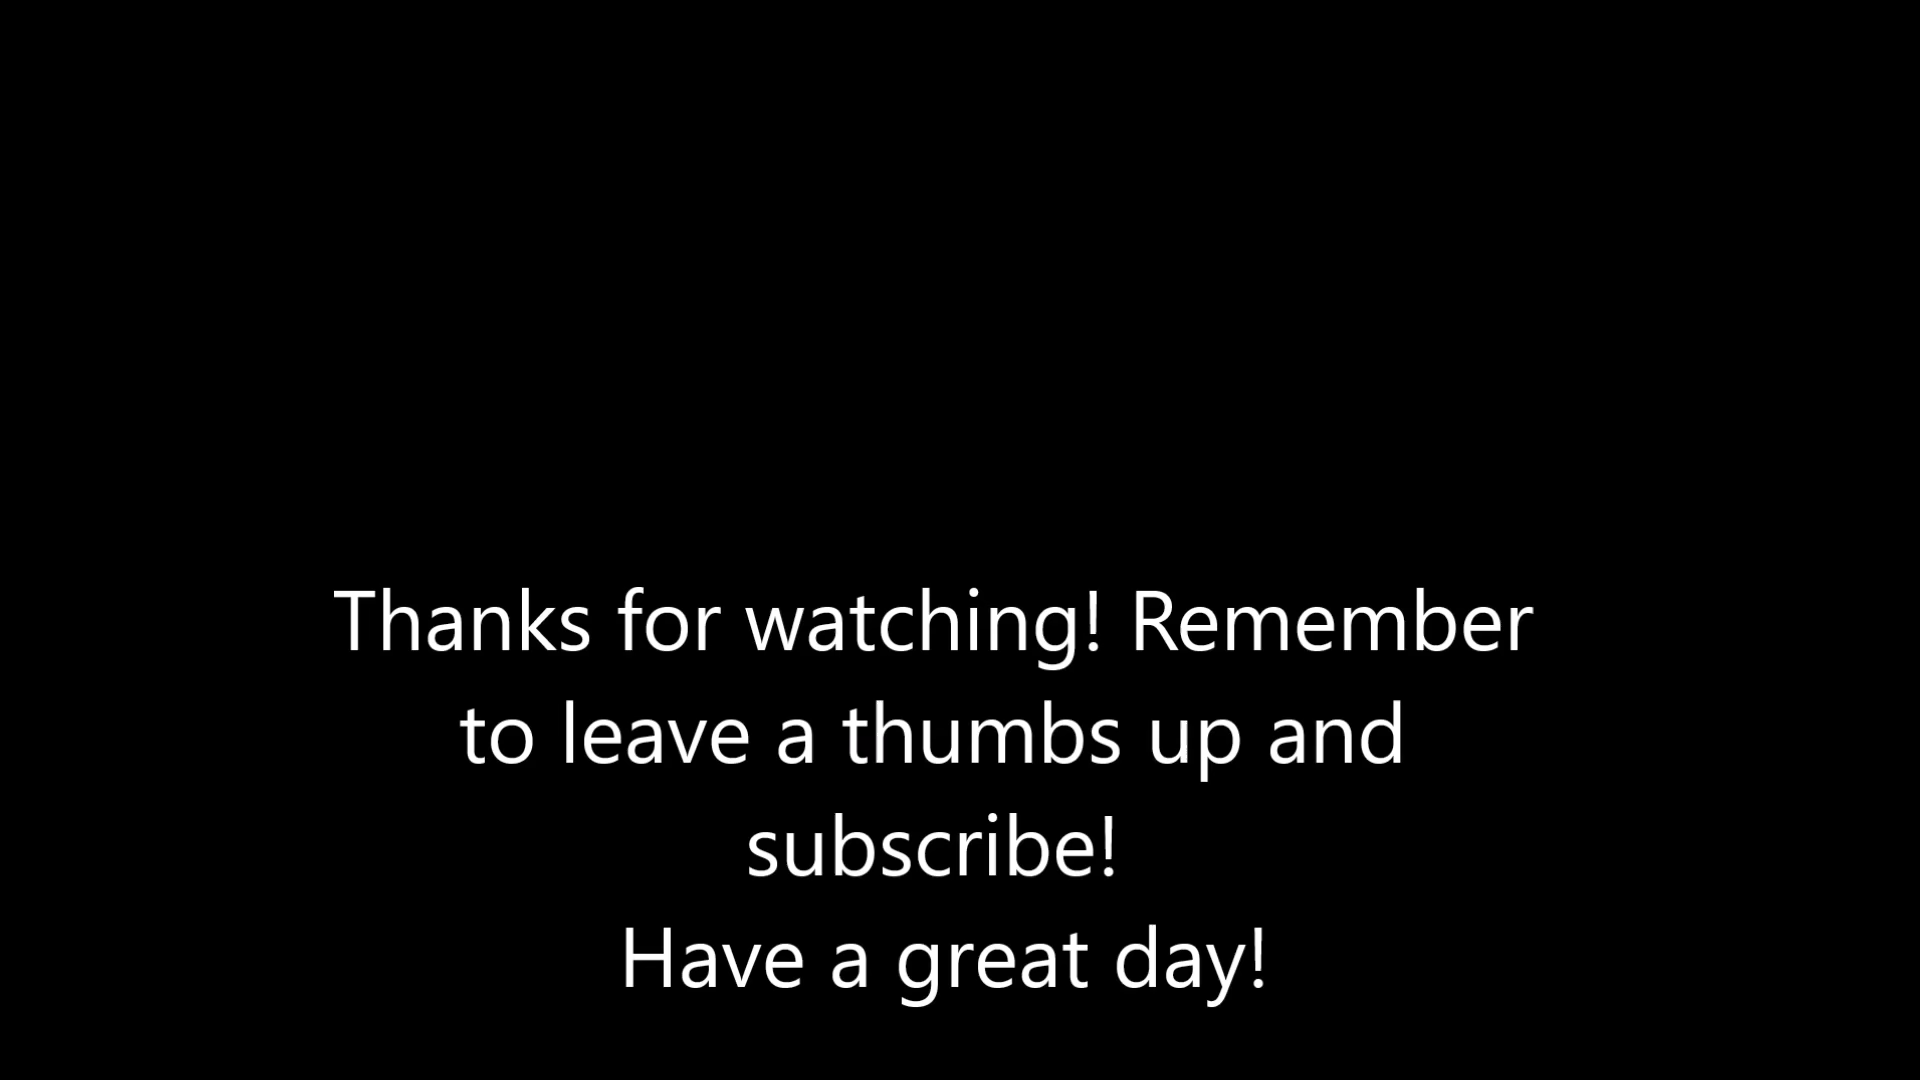 Thanks for watching! Remember
to leave a thumbs up and
subscribe!
Have a great day!